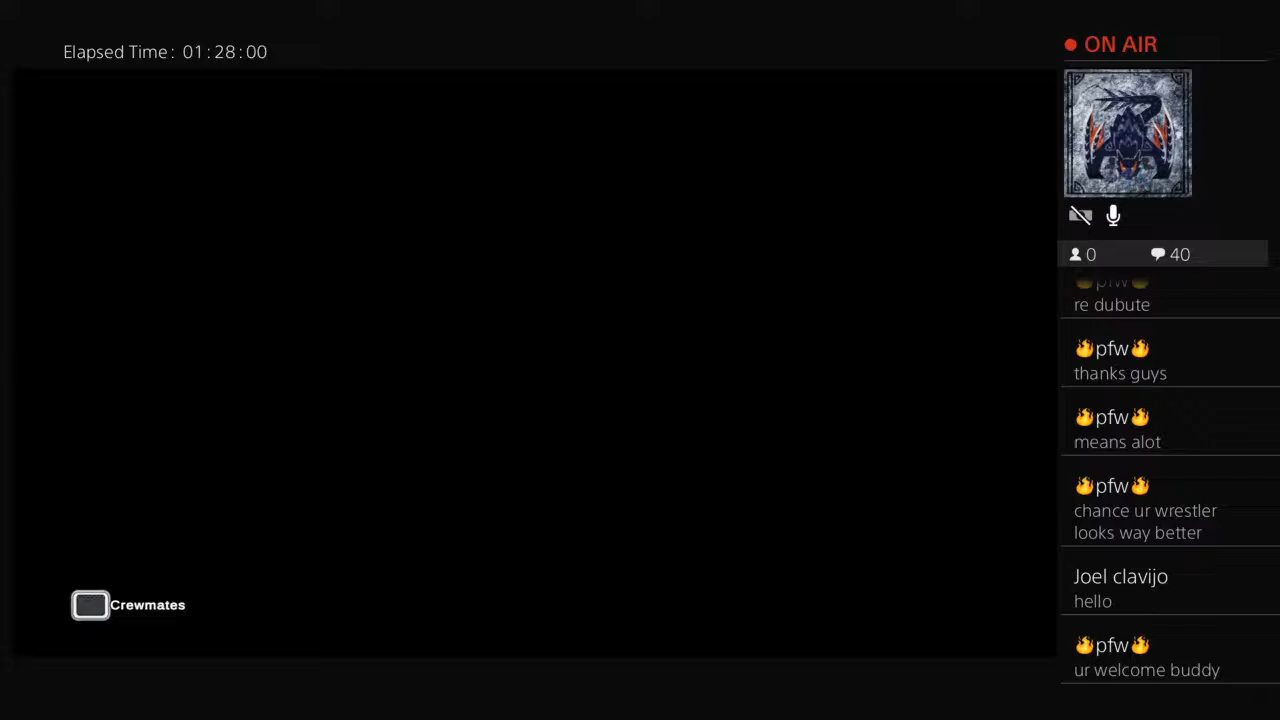 Elapsed Time: 01:28:00
ON AIR
0 40
🔥pfw🔥
re dubute
🔥pfw🔥
thanks guys
🔥pfw🔥
means alot
🔥pfw🔥
chance ur wrestler
looks way better
Joel clavijo
hello
🔥pfw🔥
ur welcome buddy
Crewmates